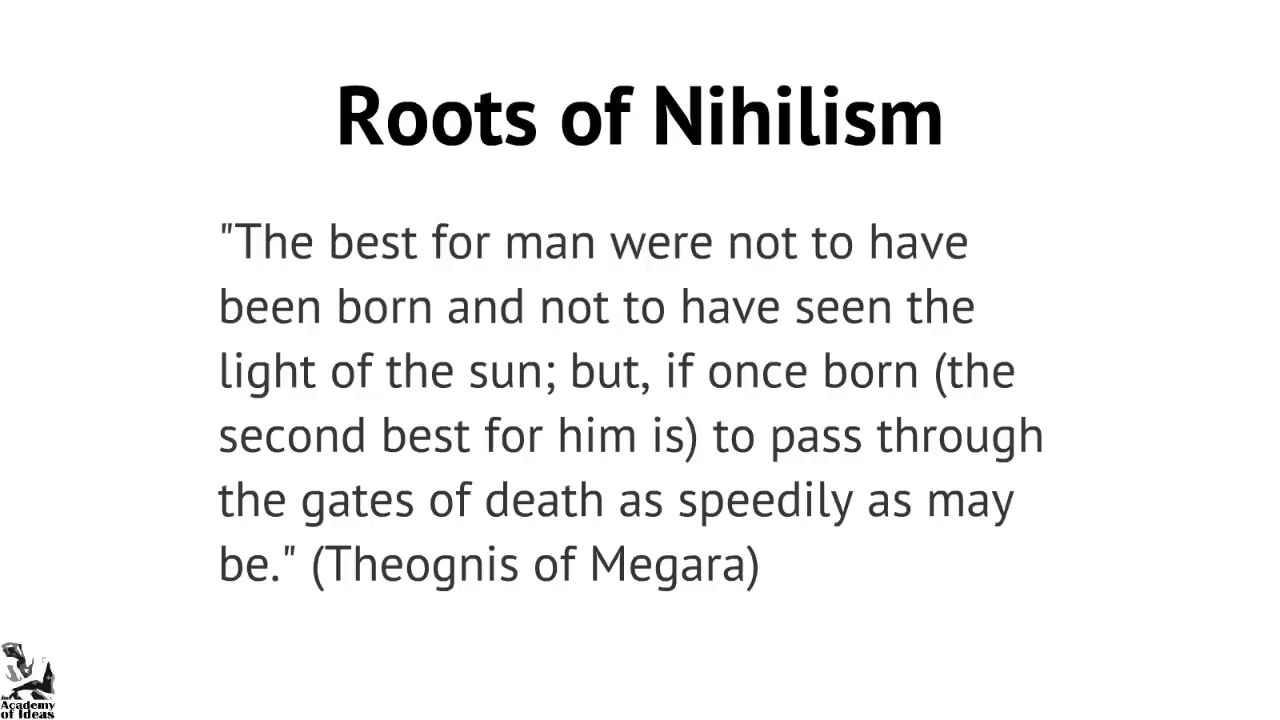 Roots of Nihilism
"The best for man were not to have
been born and not to have seen the
light of the sun; but, if once born (the
second best for him is) to pass through
the gates of death as speedily as may
be." (Theognis of Megara)
Academy
of Ideas